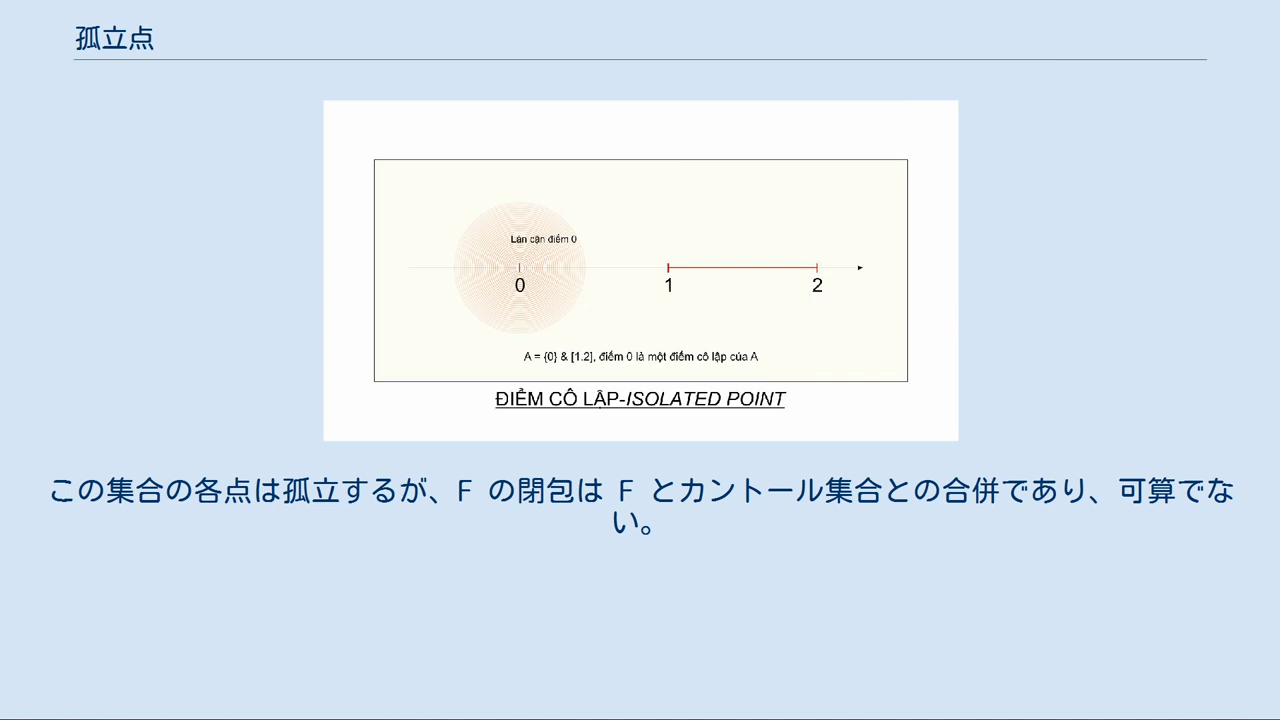 孤立点
Lân cận điểm 0
0 1 2
A = {0} & [1.2], điểm 0 là một điểm cô lập của A
ĐIỂM CÔ LẬP-ISOLATED POINT
この集合の各点は孤立するが、F の閉包は F とカントール集合との合併であり、可算でな
い。